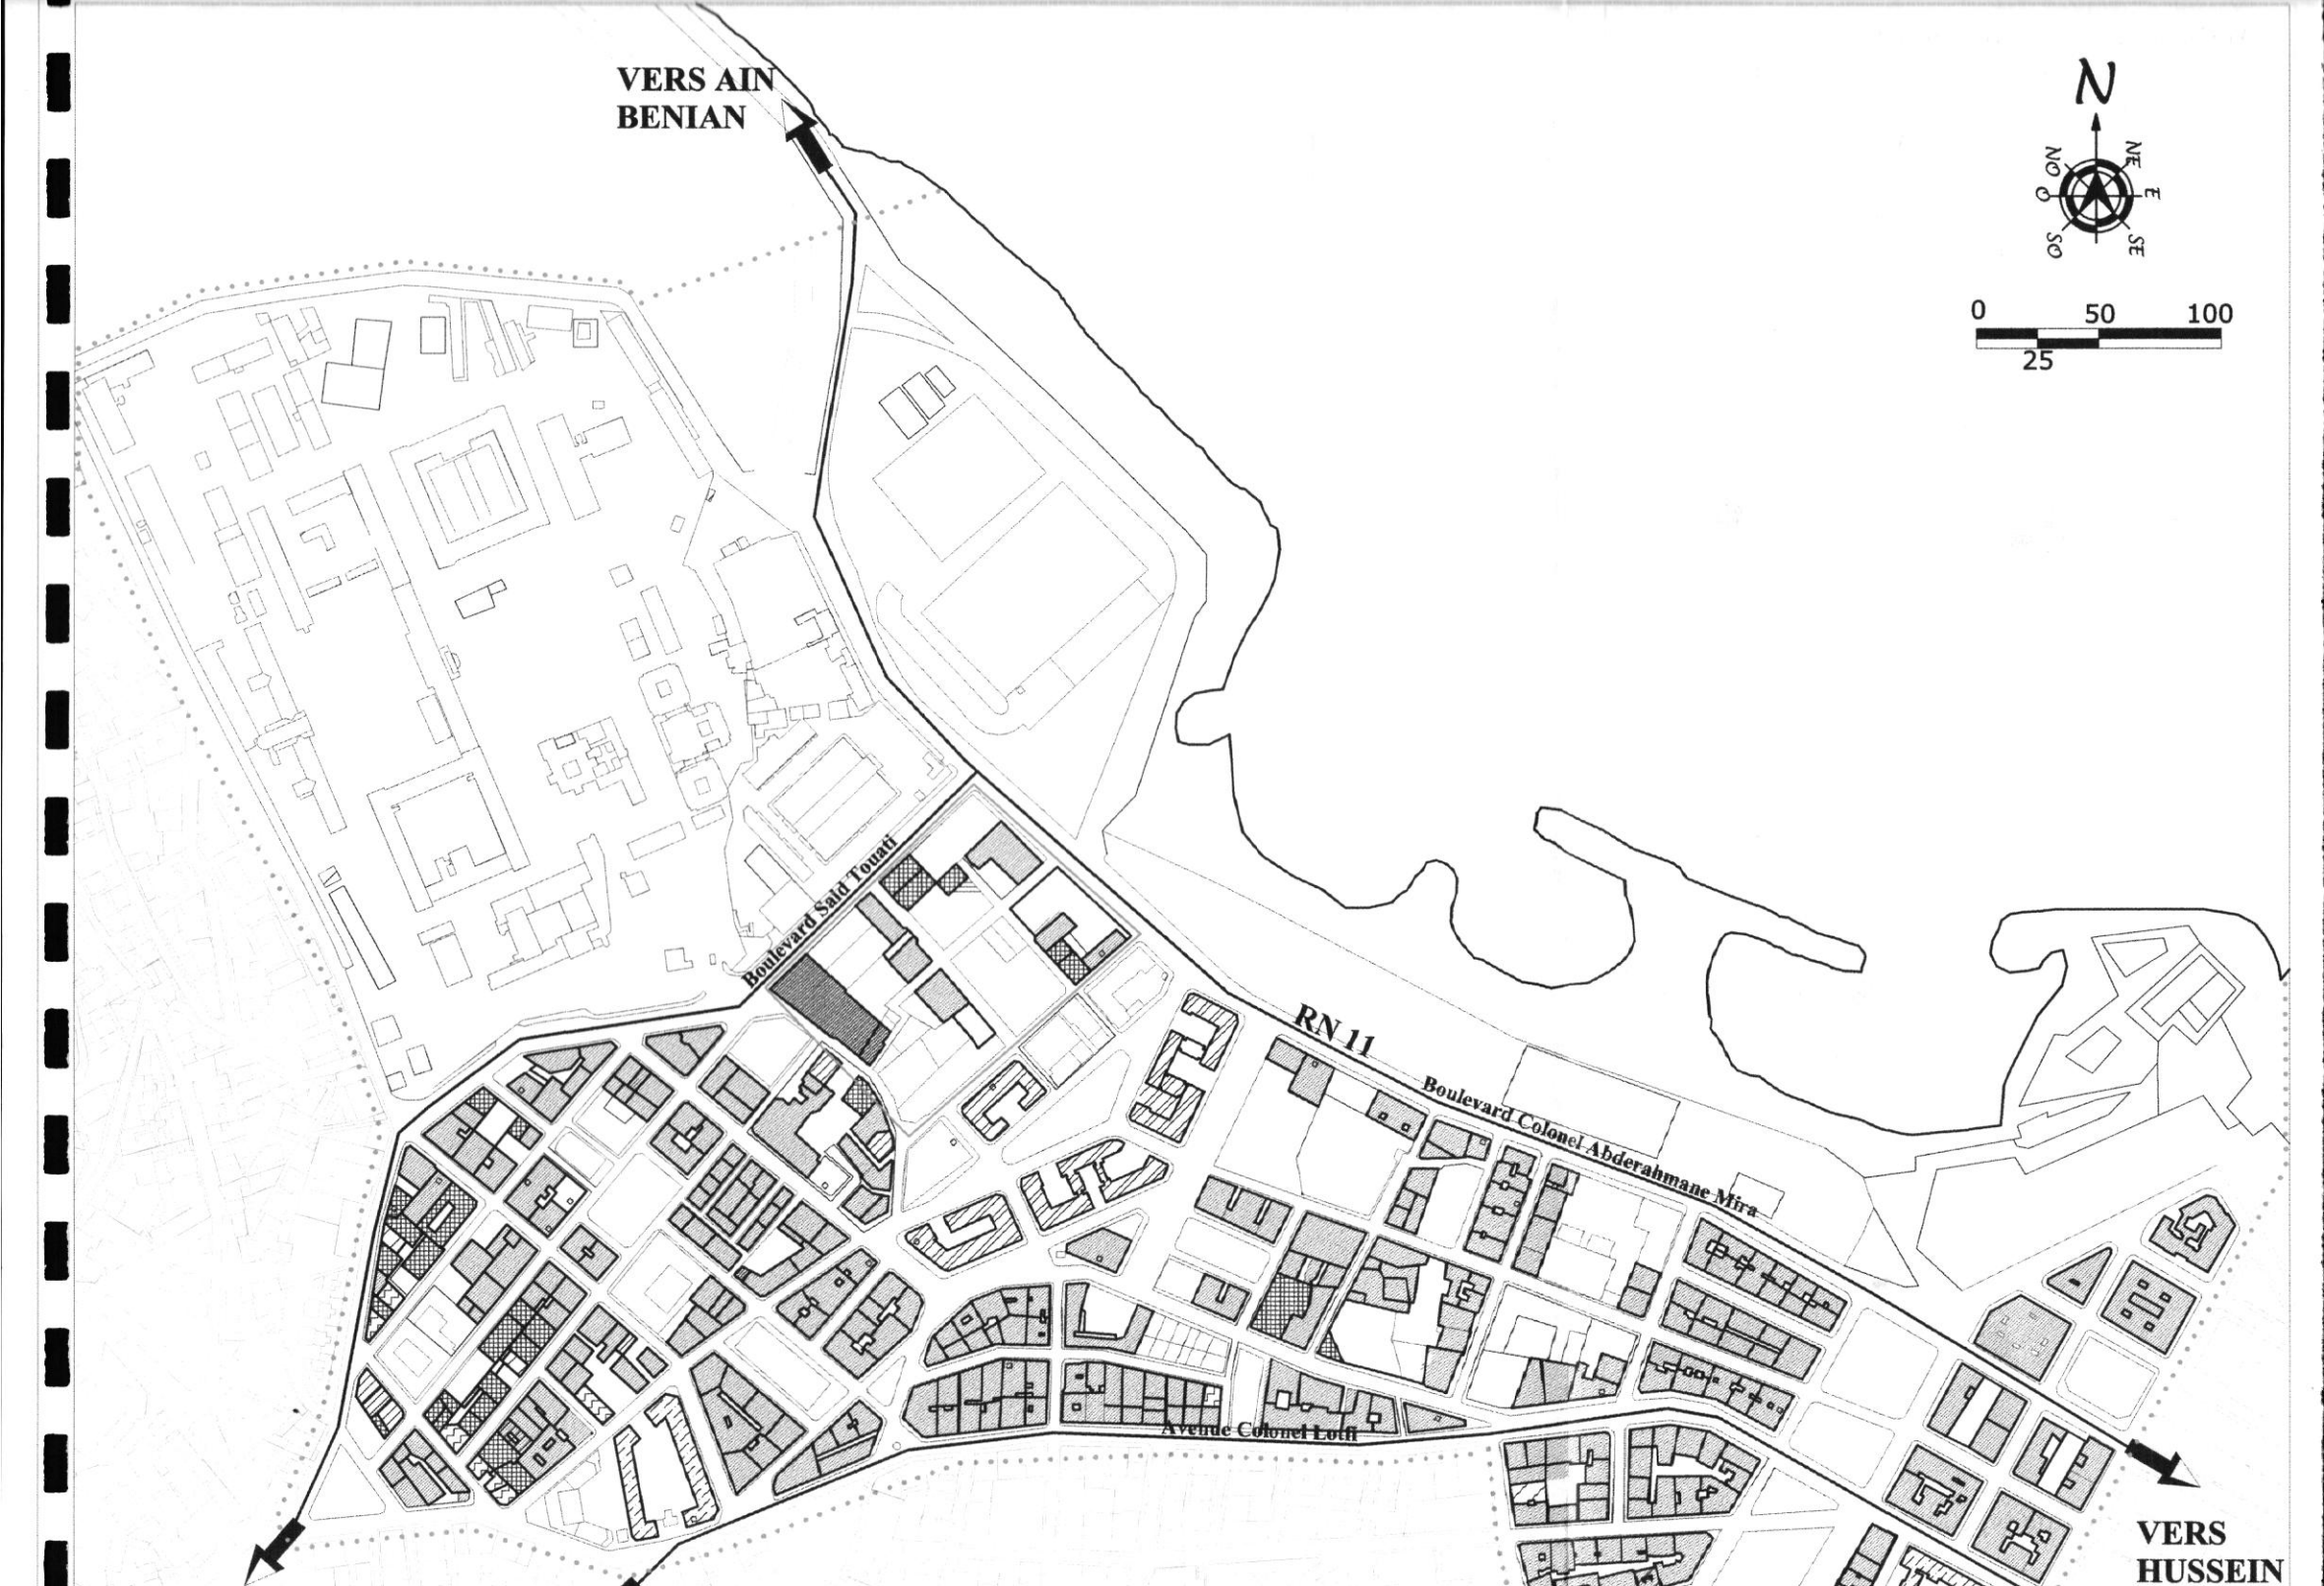 VERS AIN
BENIAN
N
NO
NE
O
E
SO
SE
0
50
100
25
Boulevard Said Touati
RN 11
Boulevard Colonel Abderahmane Mira
Avenue Colonel Lotfi
VERS
HUSSEIN